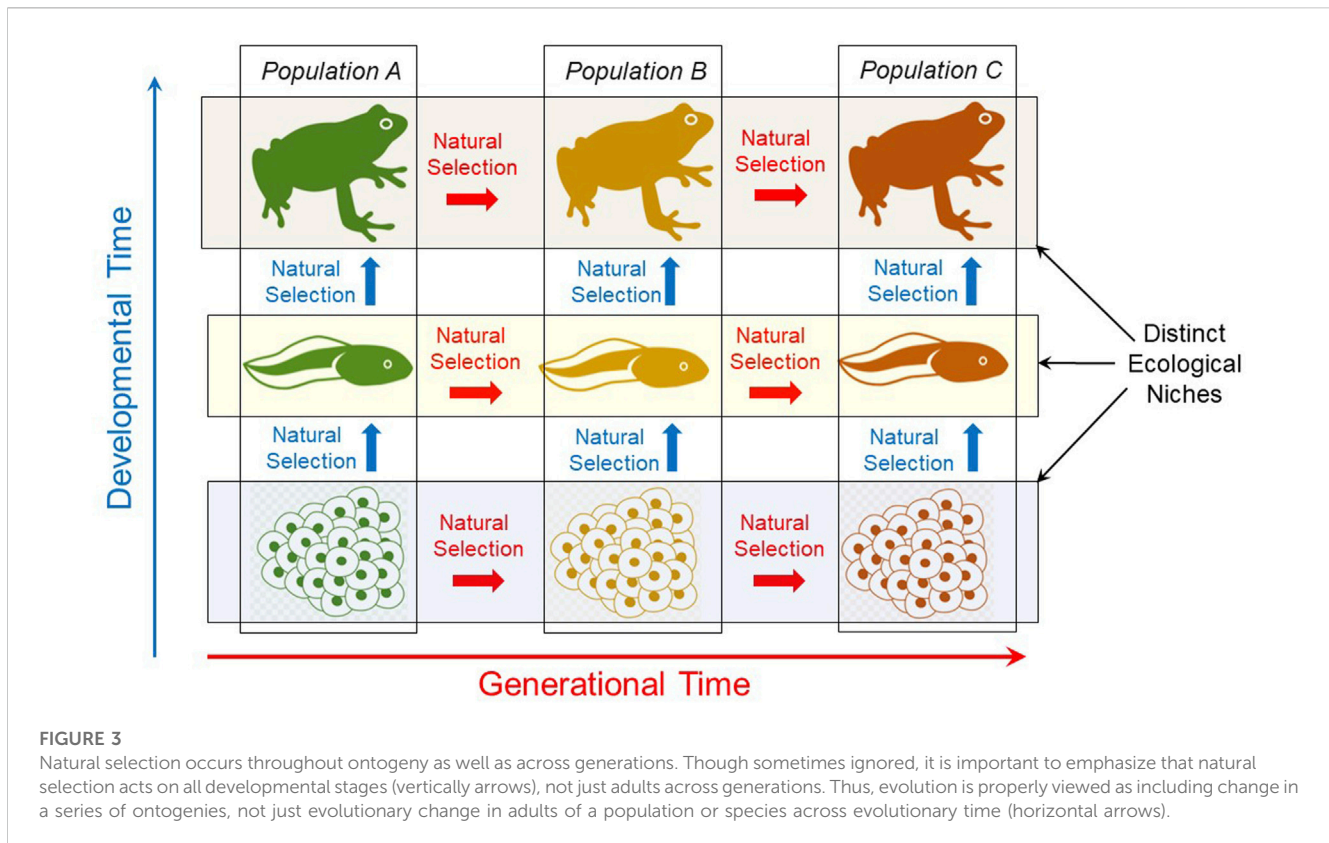 Population A
Population B
Population C
Natural
Selection
Natural
Selection
Natural
Selection
Natural
Selection
Natural
Selection
Natural
Selection
Natural
Selection
Natural
Selection
Natural
Selection
Natural
Selection
Natural
Selection
Natural
Selection
Developmental Time
Distinct
Ecological
Niches
Generational Time
FIGURE 3
Natural selection occurs throughout ontogeny as well as across generations. Though sometimes ignored, it is important to emphasize that natural
selection acts on all developmental stages (vertically arrows), not just adults across generations. Thus, evolution is properly viewed as including change in
a series of ontogenies, not just evolutionary change in adults of a population or species across evolutionary time (horizontal arrows).